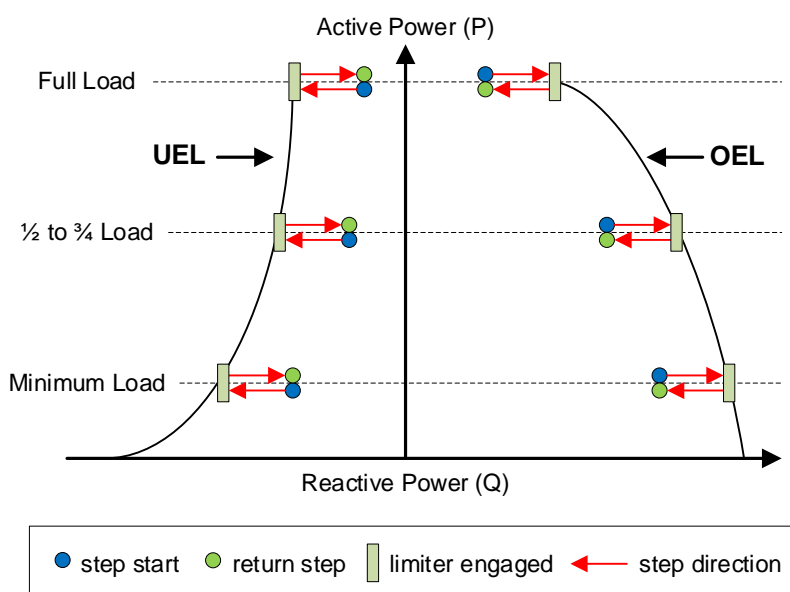 Active Power (P)
Full Load
UEL
OEL
½ to ¾ Load
Minimum Load
Reactive Power (Q)
step start
return step
limiter engaged
step direction